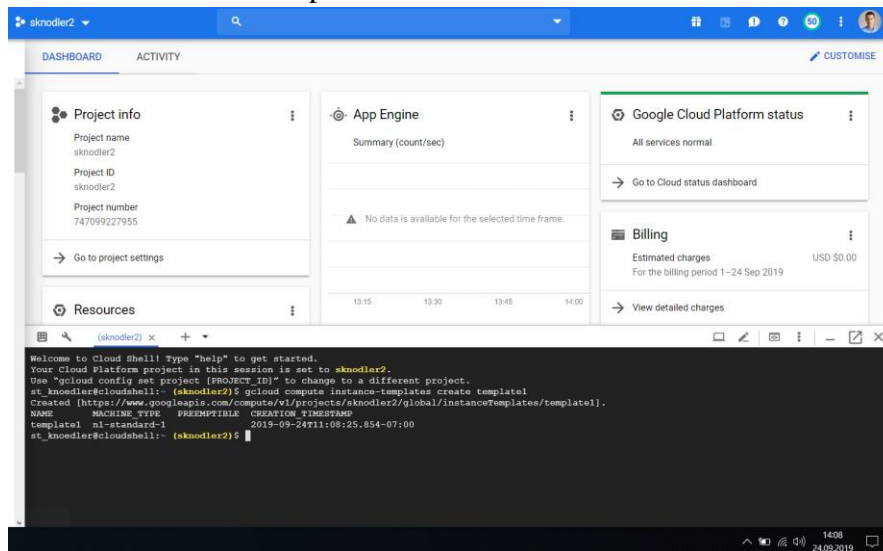 sknodler2
50
DASHBOARD
ACTIVITY
CUSTOMISE
Project info
Project name
sknodler2
Project ID
sknodler2
Project number
747099227955
Go to project settings
Resources
App Engine
Summary (count/sec)
No data is available for the selected time frame.
13:15 13:30 13:45 14:00
Google Cloud Platform status
All services normal
Go to Cloud status dashboard
Billing
Estimated charges USD $0.00
For the billing period 1–24 Sep 2019
View detailed charges
(sknodler2) × +
Welcome to Cloud Shell! Type "help" to get started.
Your Cloud Platform project in this session is set to sknodler2.
Use "gcloud config set project [PROJECT_ID]" to change to a different project.
st_knoedler@cloudshell:~ (sknodler2)$ gcloud compute instance-templates create template1
Created [https://www.googleapis.com/compute/v1/projects/sknodler2/global/instanceTemplates/template1].
NAME MACHINE_TYPE PREEMPTIBLE CREATION_TIMESTAMP
template1 n1-standard-1 2019-09-24T11:08:25.854-07:00
st_knoedler@cloudshell:~ (sknodler2)$
14:08
24.09.2019